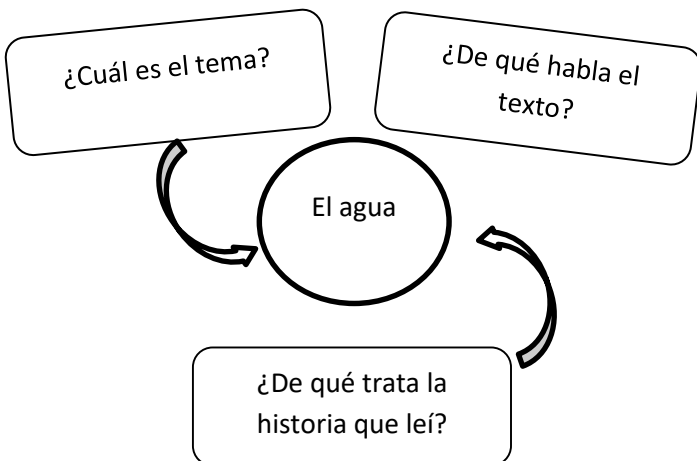 ¿Cuál es el tema?
¿De qué habla el
texto?
El agua
¿De qué trata la
historia que leí?